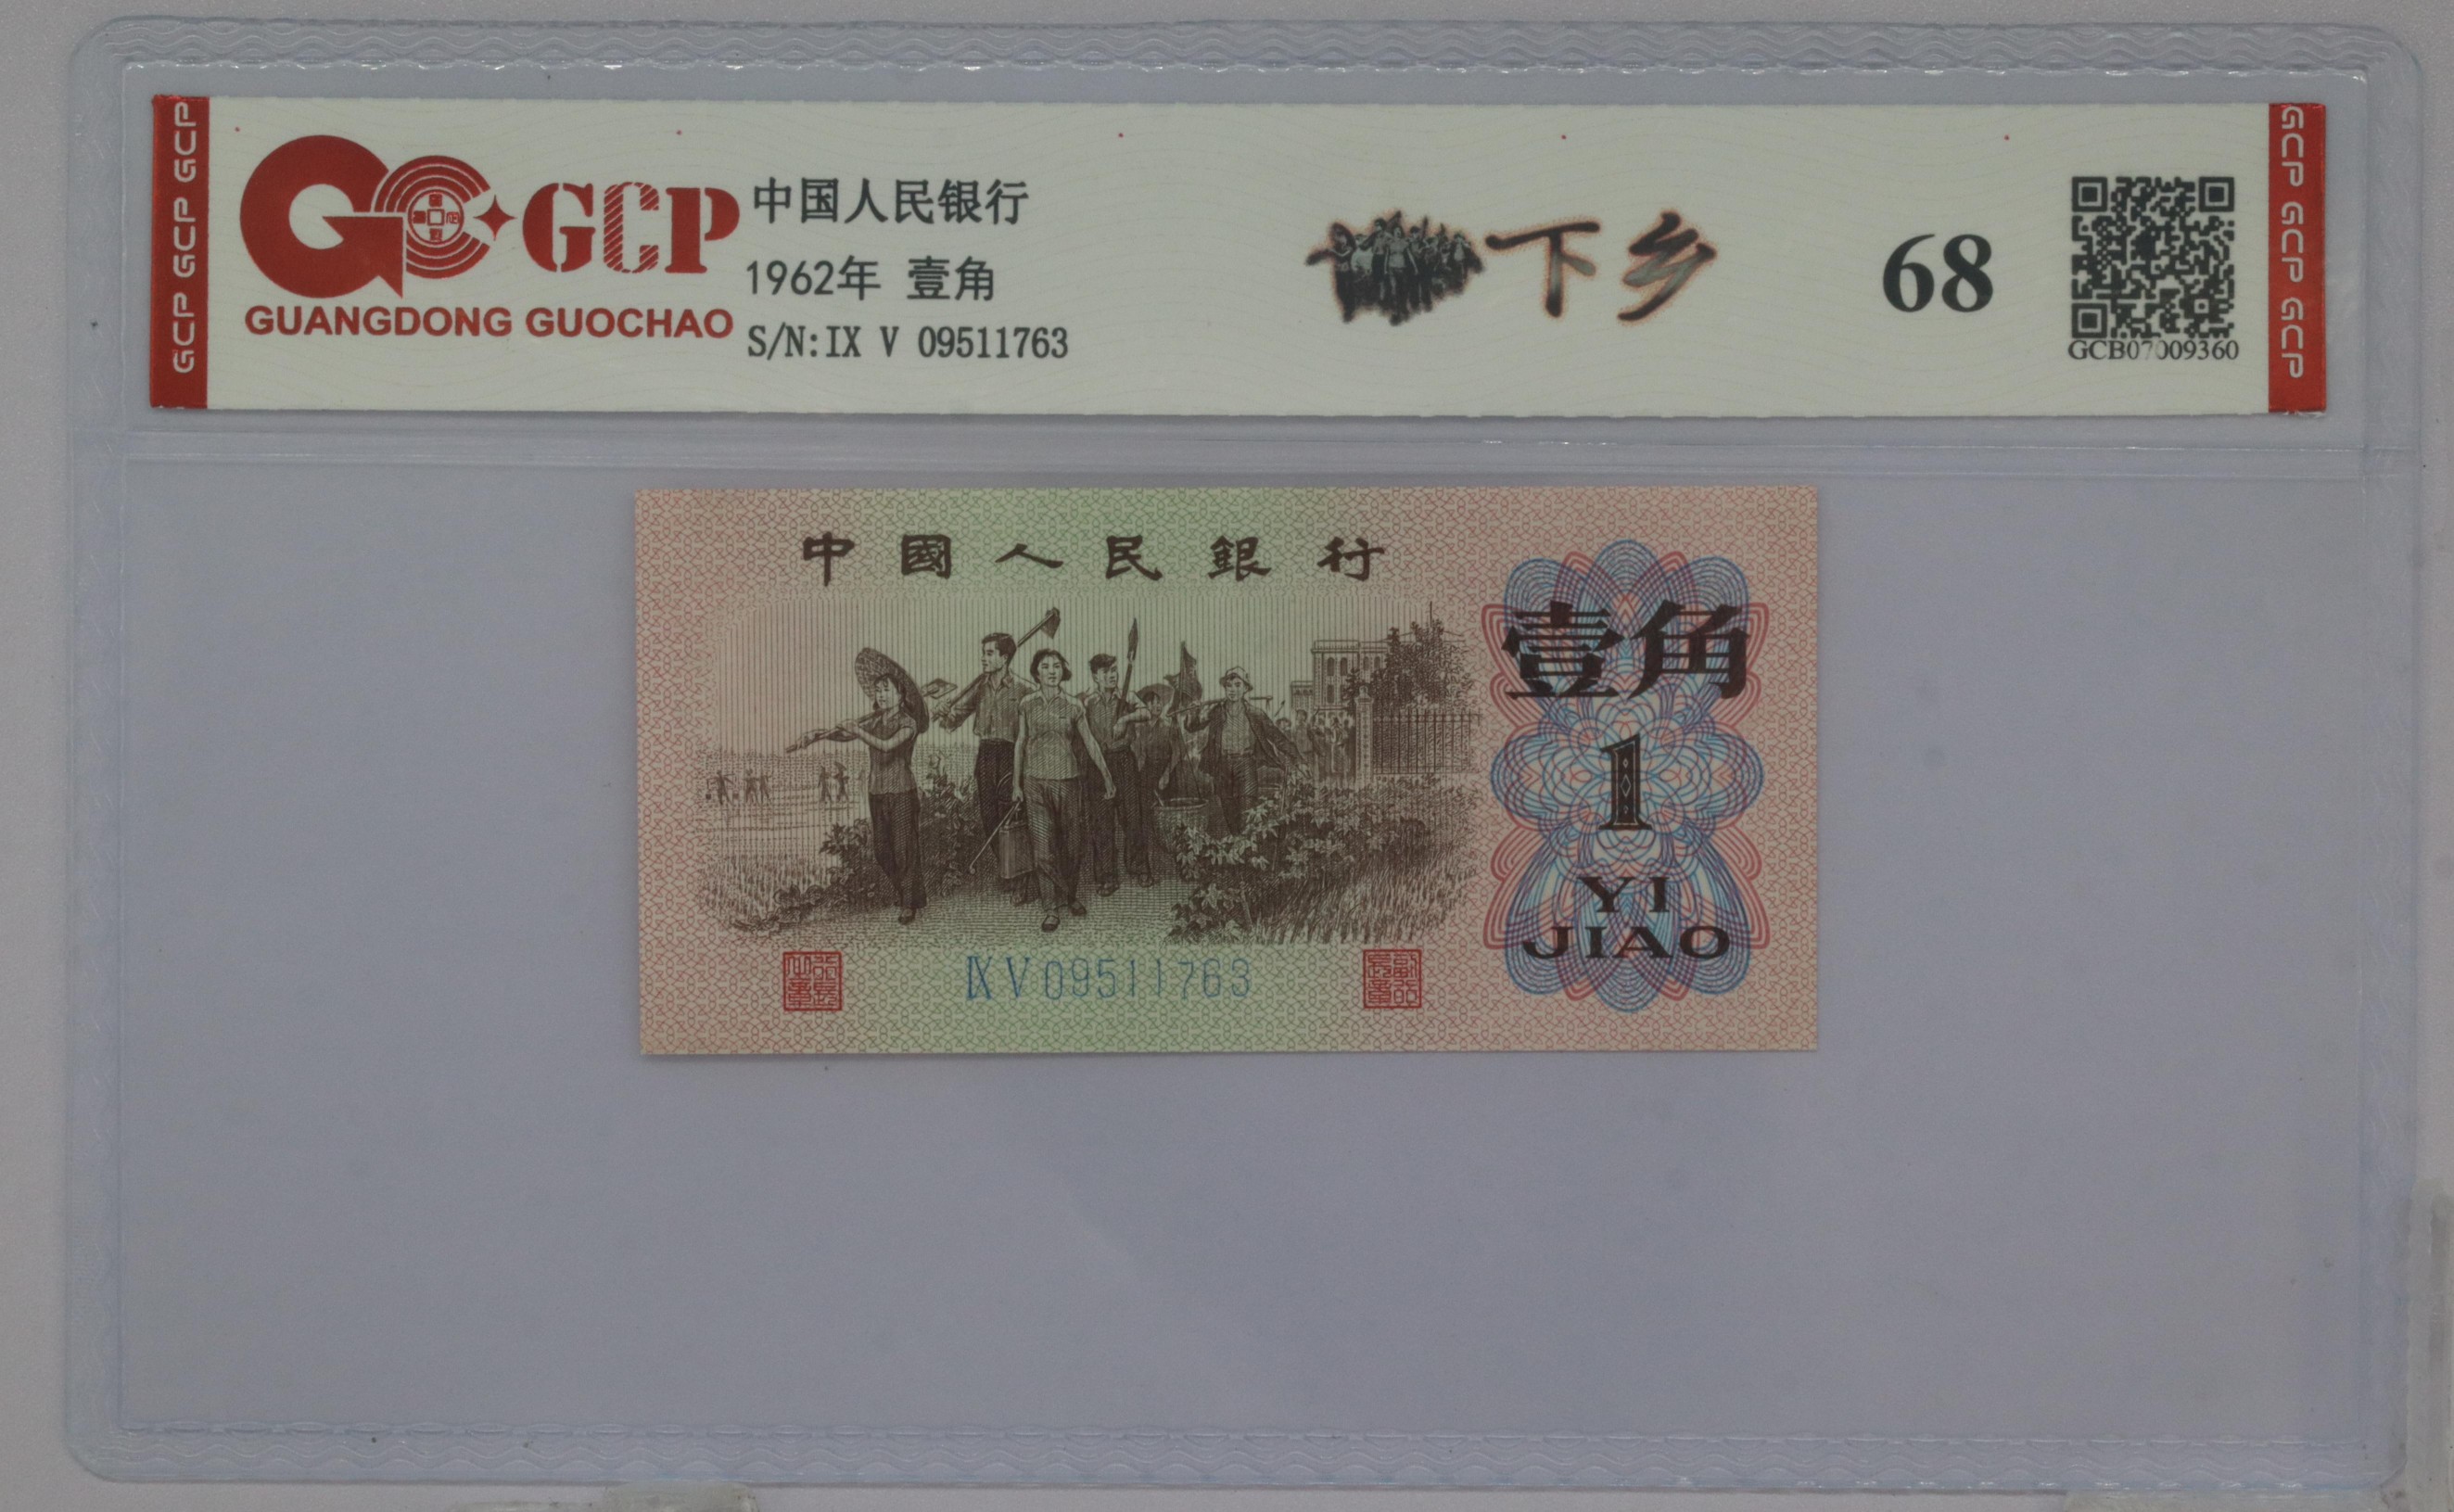 GCP GCP GCP
GCP
GUANGDONG GUOCHAO
中国人民银行
1962年 壹角
S/N:IX V 09511763
下乡
68
GCB07009360
GCP GCP GCP
中國人民銀行
壹角
1
YI
JIAO
IX V 09511763